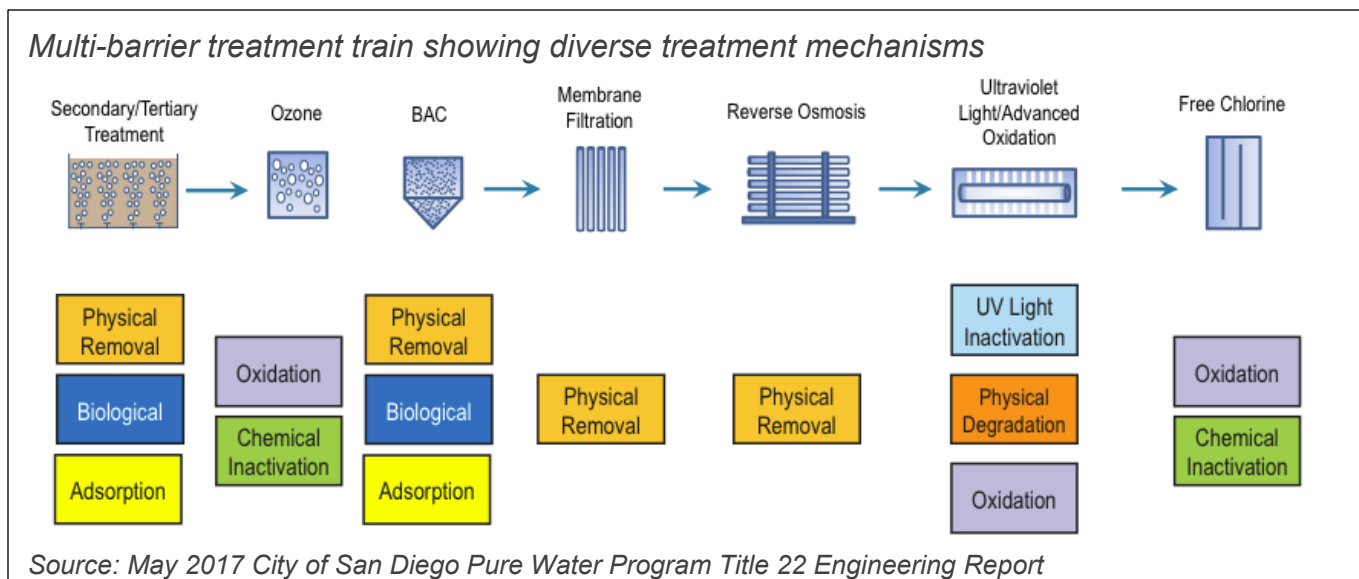 Multi-barrier treatment train showing diverse treatment mechanisms
Secondary/Tertiary
Treatment
Ozone
BAC
Membrane
Filtration
Reverse Osmosis
Ultraviolet
Light/Advanced
Oxidation
Free Chlorine
Physical
Removal
Biological
Adsorption
Oxidation
Chemical
Inactivation
Physical
Removal
Biological
Adsorption
Physical
Removal
Physical
Removal
UV Light
Inactivation
Physical
Degradation
Oxidation
Oxidation
Chemical
Inactivation
Source: May 2017 City of San Diego Pure Water Program Title 22 Engineering Report